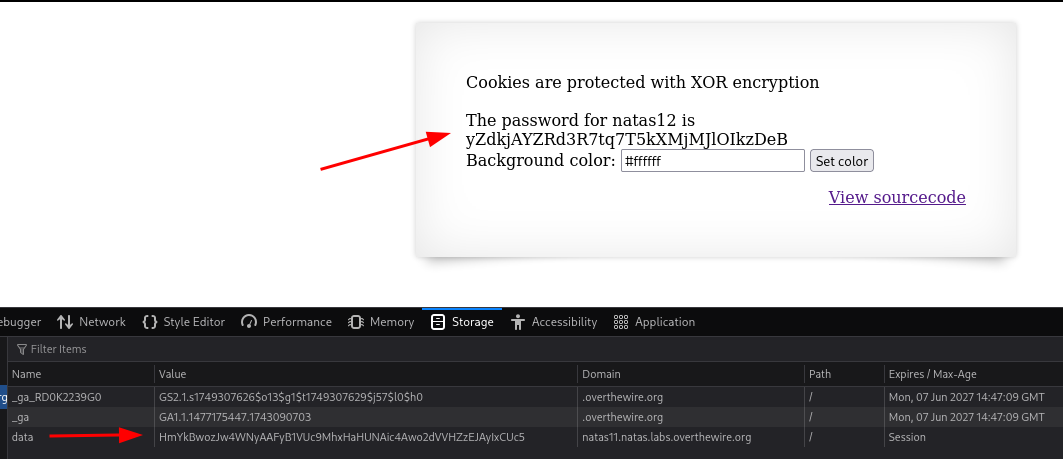 Cookies are protected with XOR encryption
The password for natas12 is
yZdkjAYZRd3R7tq7T5kXMjMJlOIkzDeB
Background color: #ffffff Set color
View sourcecode
ebugger Network Style Editor Performance Memory Storage Accessibility Application
Filter Items
Name Value Domain Path Expires / Max-Age
rg _ga_RD0K2239G0 GS2.1.s1749307626$o13$g1$t1749307629$j57$l0$h0 .overthewire.org / Mon, 07 Jun 2027 14:47:09 GMT
_ga GA1.1.1477175447.1743090703 .overthewire.org / Mon, 07 Jun 2027 14:47:09 GMT
data HmYkBwozJw4WNyAAFyB1VUc9MhxHaHUNAic4Awo2dVVHZzEJAyIxCUc5 natas11.natas.labs.overthewire.org / Session